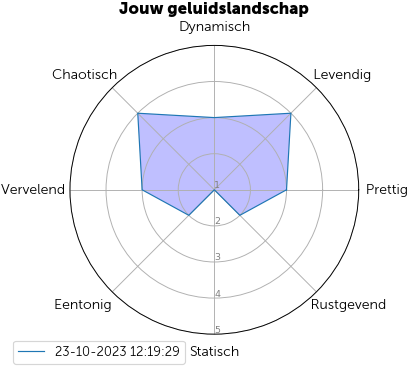 Jouw geluidslandschap
Dynamisch
Chaotisch
Levendig
Vervelend
Prettig
1
2
3
4
5
Eentonig
Rustgevend
23-10-2023 12:19:29
Statisch